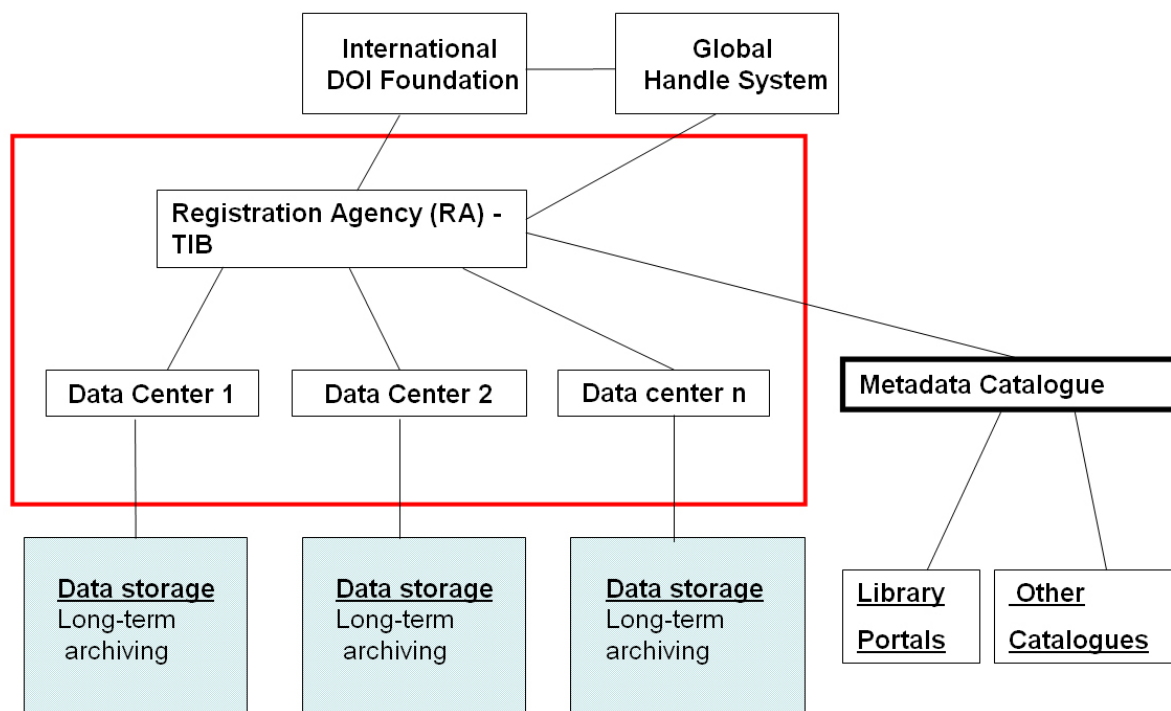 International
DOI Foundation
Global
Handle System
Registration Agency (RA) -
TIB
Data Center 1
Data Center 2
Data center n
Metadata Catalogue
Data storage
Long-term
archiving
Data storage
Long-term
archiving
Data storage
Long-term
archiving
Library
Portals
Other
Catalogues